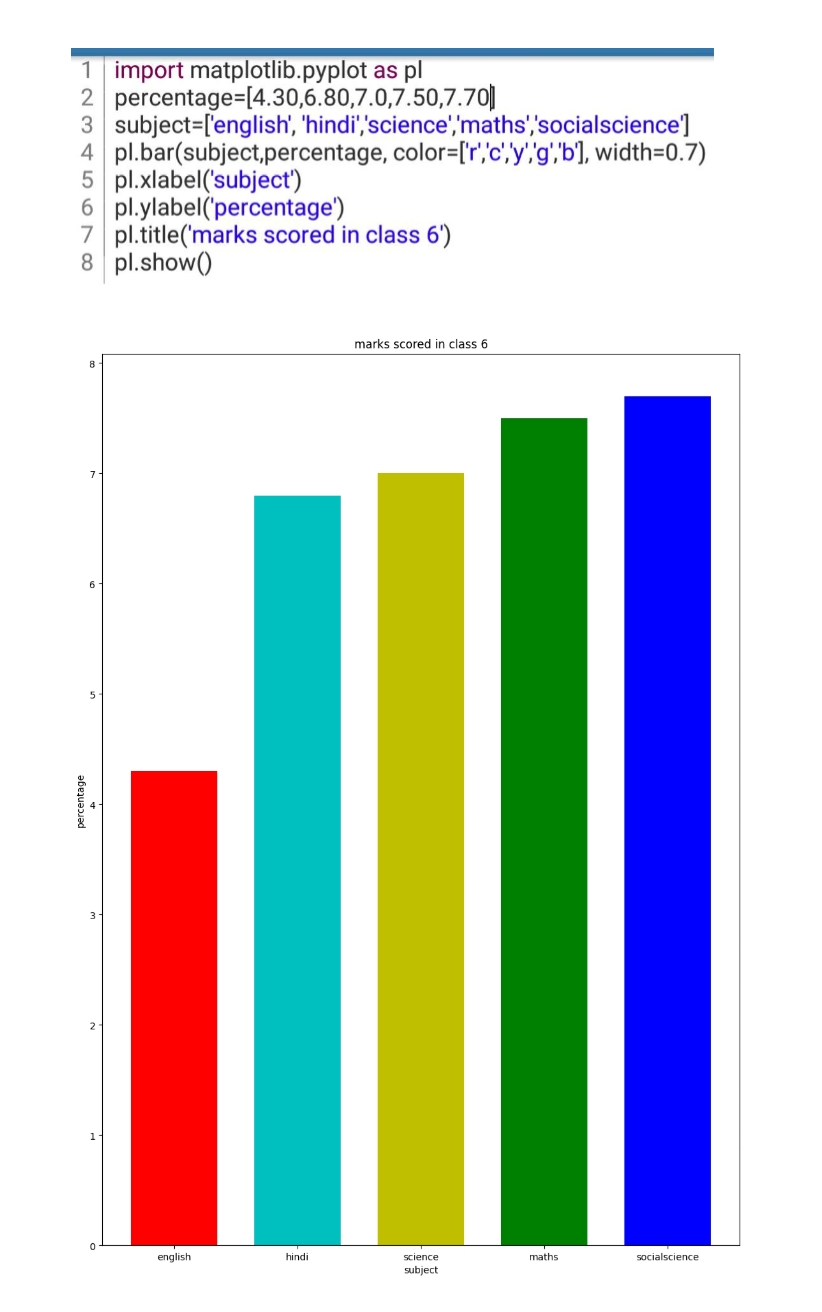 1 import matplotlib.pyplot as pl
2 percentage=[4.30,6.80,7.0,7.50,7.70]
3 subject=['english', 'hindi','science','maths','socialscience']
4 pl.bar(subject,percentage, color=['r','c','y','g','b'], width=0.7)
5 pl.xlabel('subject')
6 pl.ylabel('percentage')
7 pl.title('marks scored in class 6')
8 pl.show()
marks scored in class 6
8
7
6
5
percentage
4
3
2
1
0
english hindi science maths socialscience
subject